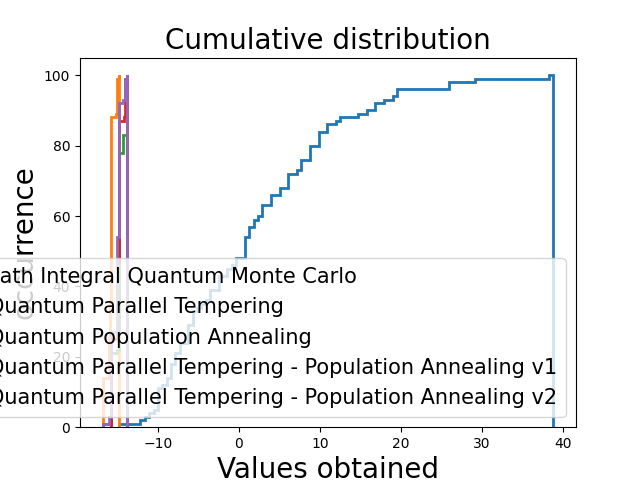 Cumulative distribution
100
80
60
40
20
0
occurrence
ath Integral Quantum Monte Carlo
Quantum Parallel Tempering
Quantum Population Annealing
Quantum Parallel Tempering - Population Annealing v1
Quantum Parallel Tempering - Population Annealing v2
−10
0
10
20
30
40
Values obtained